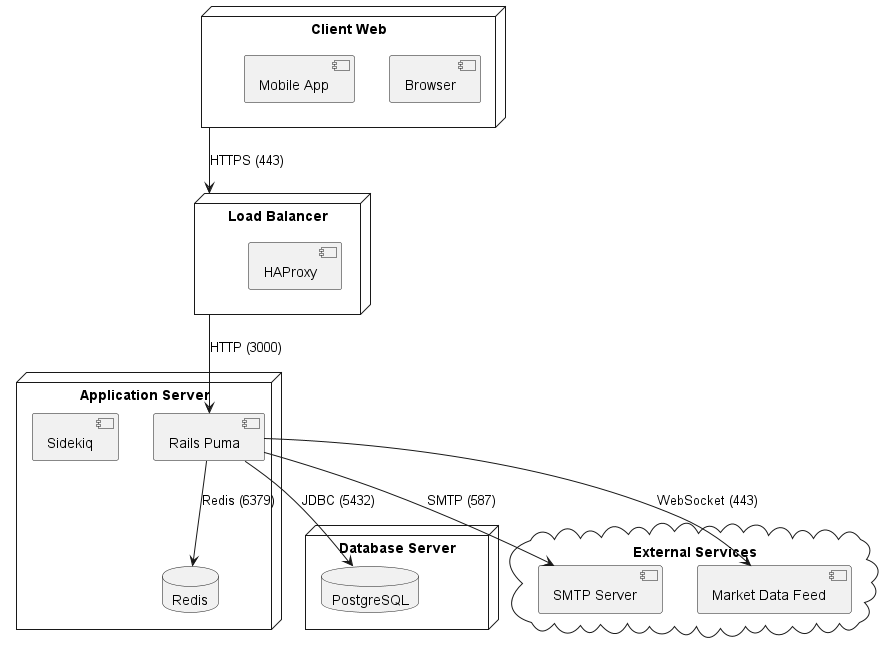 Client Web
Mobile App
Browser
HTTPS (443)
Load Balancer
HAProxy
HTTP (3000)
Application Server
Sidekiq
Rails Puma
Redis (6379)
JDBC (5432)
SMTP (587)
WebSocket (443)
Database Server
External Services
Redis
PostgreSQL
SMTP Server
Market Data Feed